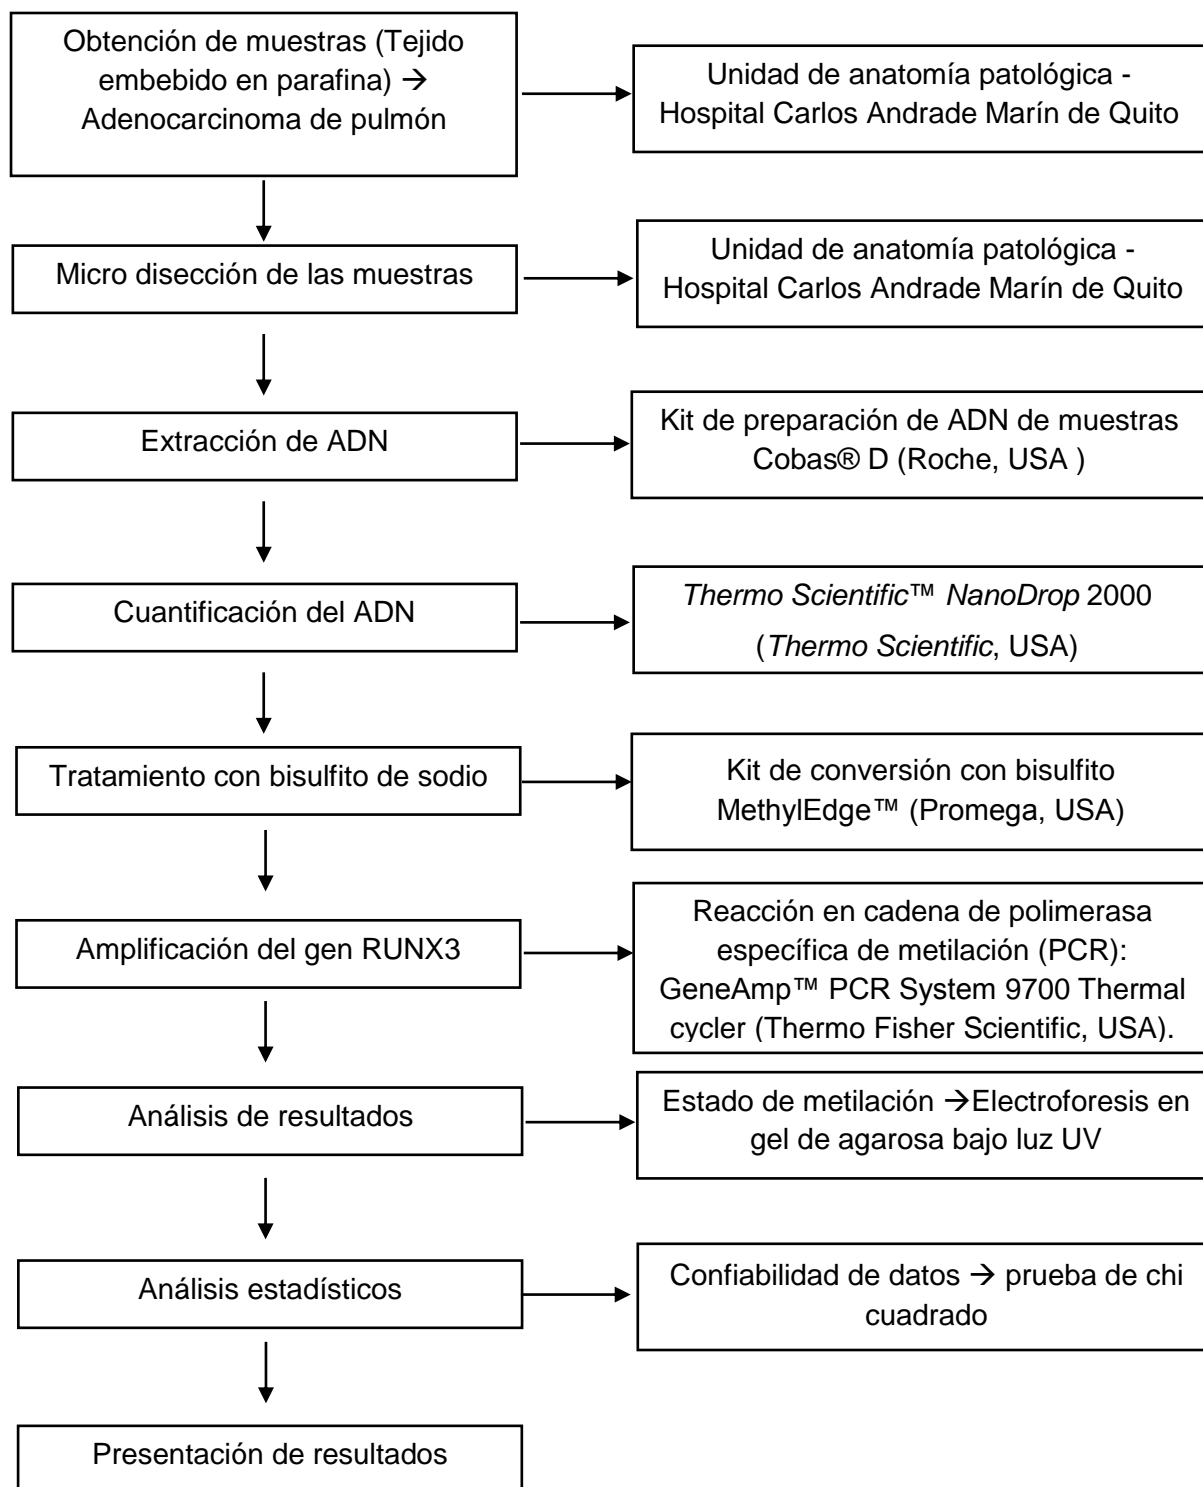 Obtención de muestras (Tejido
embebido en parafina) →
Adenocarcinoma de pulmón
Unidad de anatomía patológica -
Hospital Carlos Andrade Marín de Quito
Micro disección de las muestras
Unidad de anatomía patológica -
Hospital Carlos Andrade Marín de Quito
Extracción de ADN
Kit de preparación de ADN de muestras
Cobas® D (Roche, USA )
Cuantificación del ADN
Thermo Scientific™ NanoDrop 2000
(Thermo Scientific, USA)
Tratamiento con bisulfito de sodio
Kit de conversión con bisulfito
MethylEdge™ (Promega, USA)
Amplificación del gen RUNX3
Reacción en cadena de polimerasa
específica de metilación (PCR):
GeneAmp™ PCR System 9700 Thermal
cycler (Thermo Fisher Scientific, USA).
Análisis de resultados
Estado de metilación →Electroforesis en
gel de agarosa bajo luz UV
Análisis estadísticos
Confiabilidad de datos → prueba de chi
cuadrado
Presentación de resultados